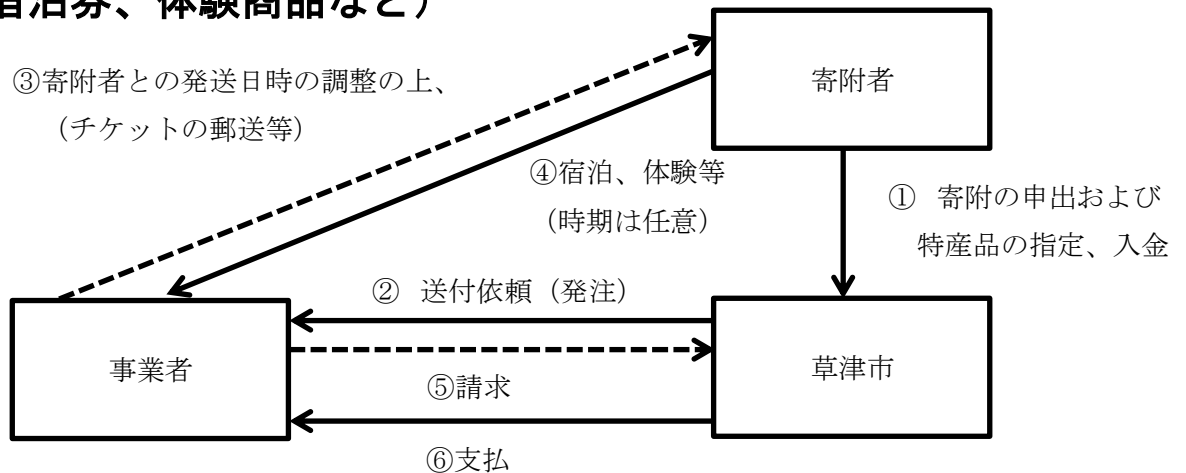 宿泊券、体験商品など）
③寄附者との発送日時の調整の上、
（チケットの郵送等）
寄附者
④宿泊、体験等
（時期は任意）
① 寄附の申出および
特産品の指定、入金
② 送付依頼（発注）
事業者
草津市
⑤請求
⑥支払